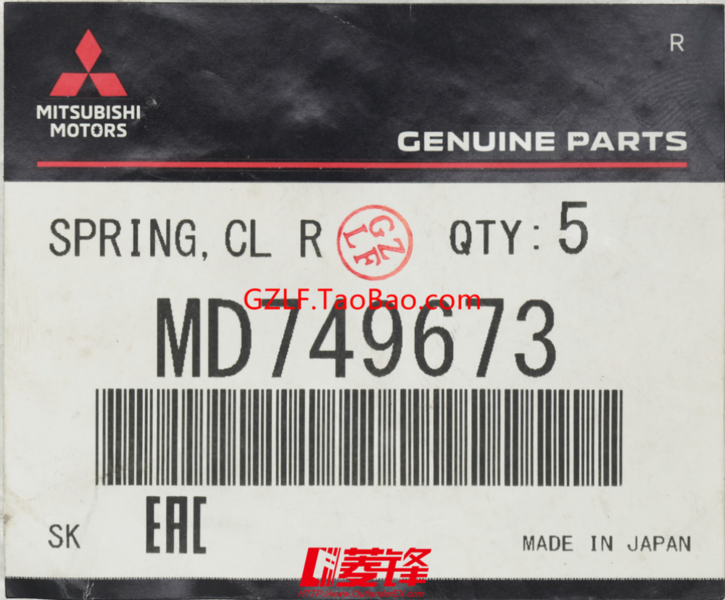 R
MITSUBISHI
MOTORS
GENUINE PARTS
SPRING, CL R
GZ
LF
QTY: 5
GZLF.TaoBao.com
MD749673
SK
EAC
MADE IN JAPAN
菱锋